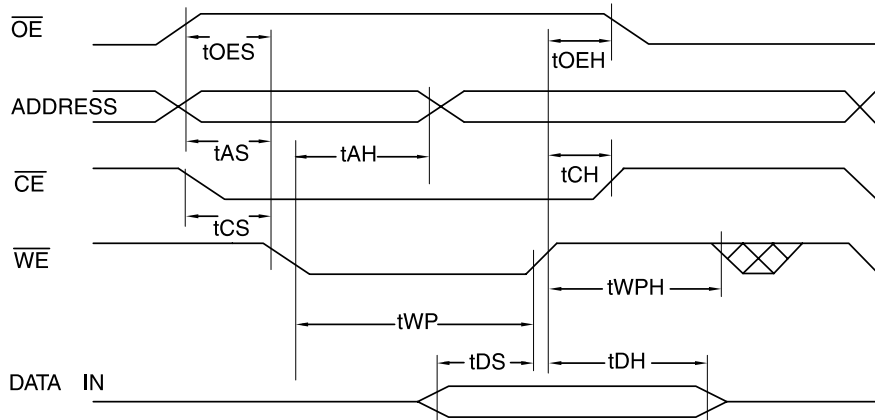 OE
tOES
tOEH
ADDRESS
tAS
tAH
tCH
CE
tCS
WE
tWPH
tWP
tDS
tDH
DATA IN